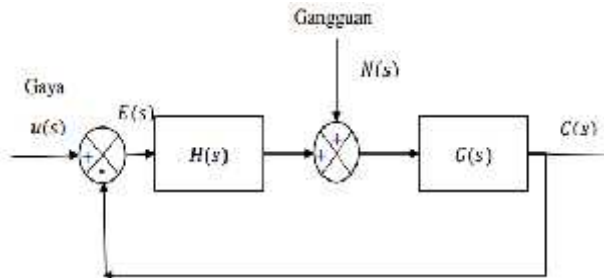 Gangguan
N(s)
Gaya
u(s)
E(s)
+
-
H(s)
+
+
G(s)
C(s)